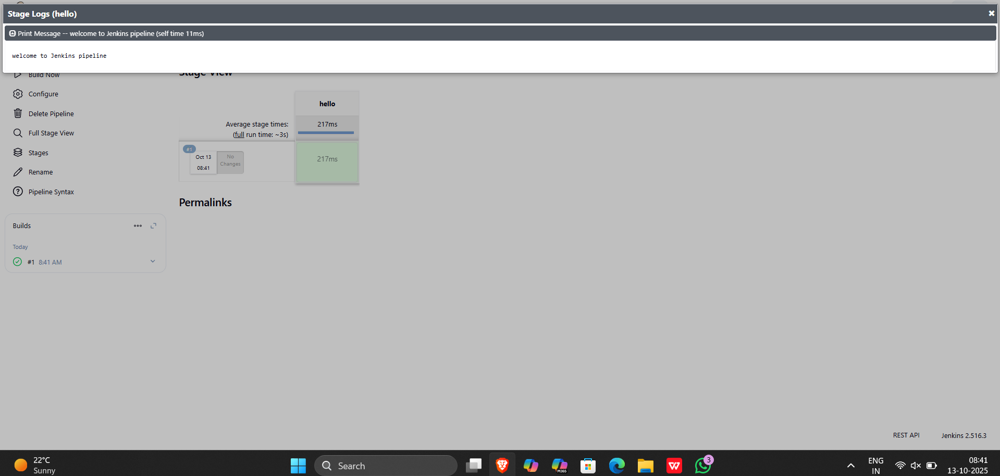 Stage Logs (hello)
Print Message -- welcome to Jenkins pipeline (self time 11ms)
welcome to Jenkins pipeline
Build Now
Stage View
Configure
Delete Pipeline
Full Stage View
Stages
Rename
Pipeline Syntax
hello
Average stage times:
217ms
(full run time: ~3s)
#1
Oct 13
08:41
No
Changes
217ms
Permalinks
Builds
Today
#1 8:41 AM
REST API
Jenkins 2.516.3
22°C
Sunny
Search
M365
3
ENG
IN
08:41
13-10-2025